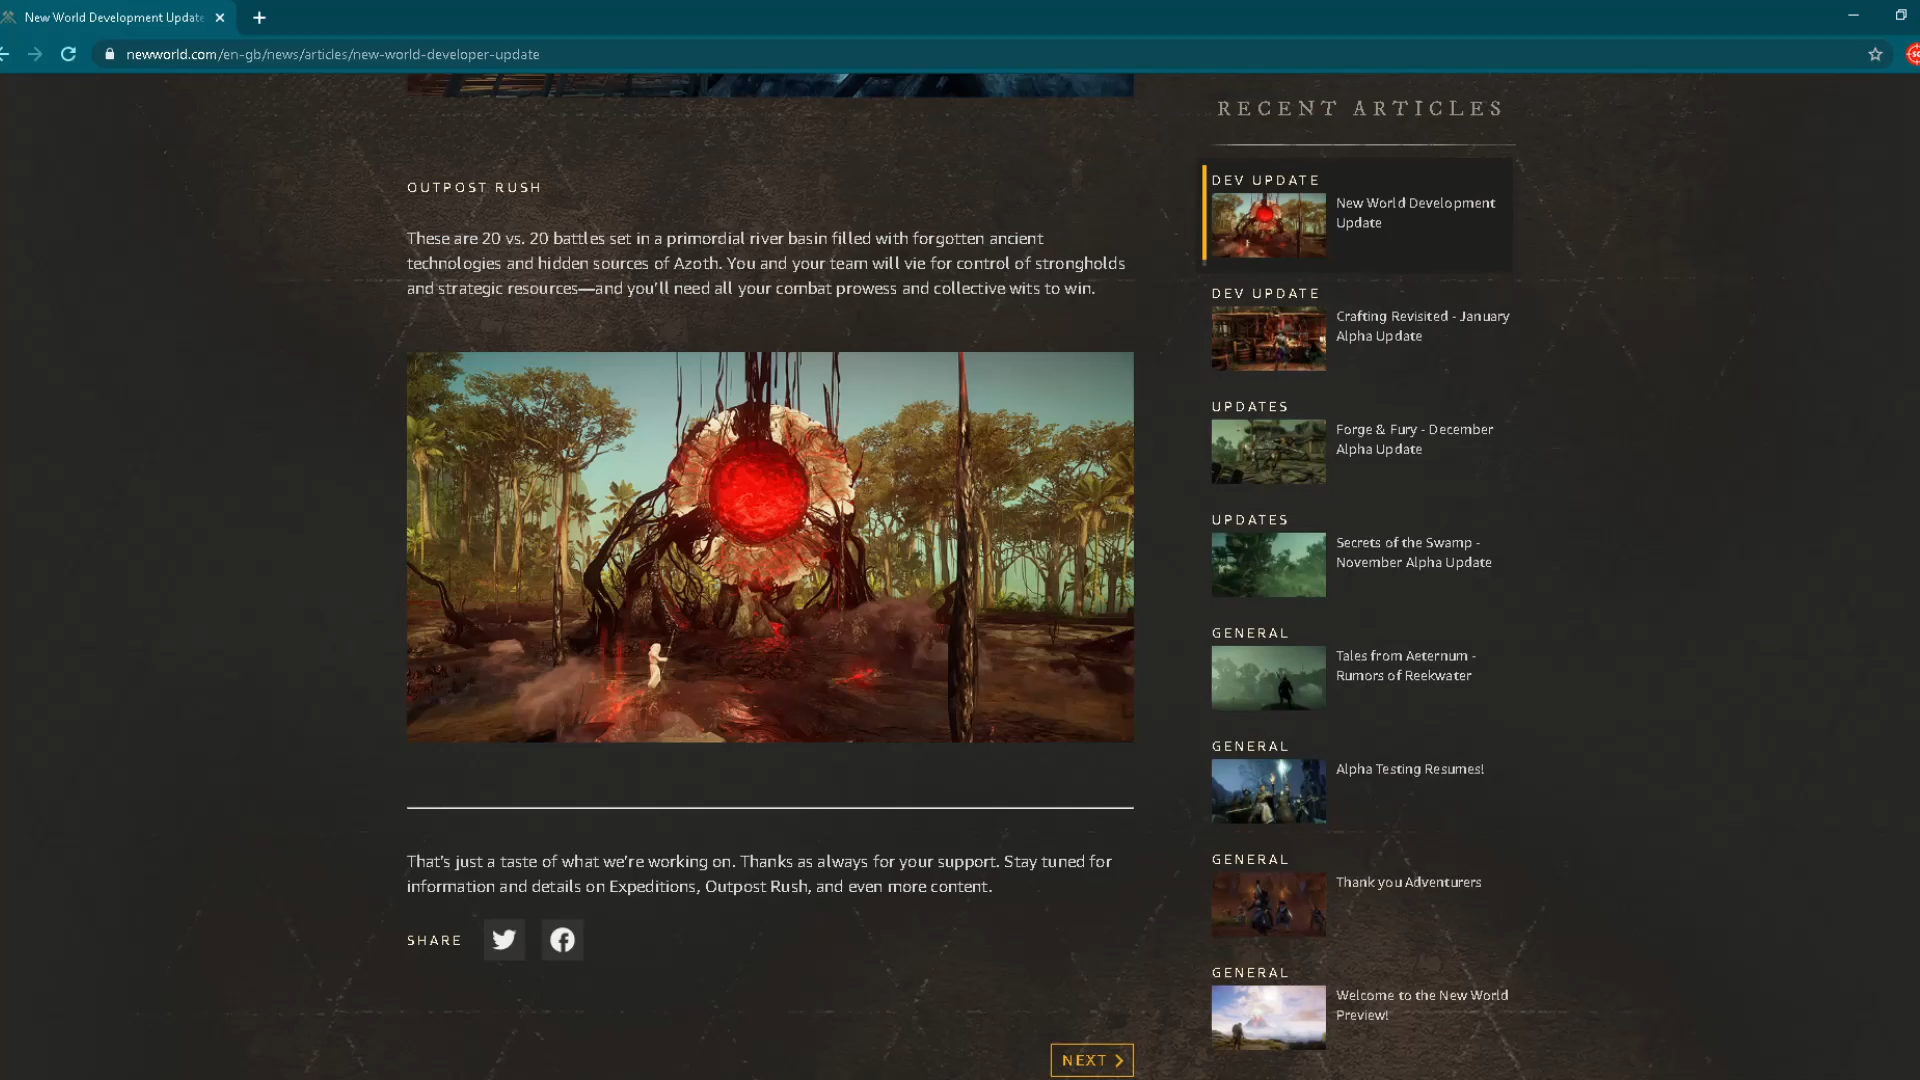 New World Development Update
newworld.com/en-gb/news/articles/new-world-developer-update
OUTPOST RUSH
These are 20 vs. 20 battles set in a primordial river basin filled with forgotten ancient
technologies and hidden sources of Azoth. You and your team will vie for control of strongholds
and strategic resources—and you'll need all your combat prowess and collective wits to win.
That's just a taste of what we're working on. Thanks as always for your support. Stay tuned for
information and details on Expeditions, Outpost Rush, and even more content.
SHARE
NEXT
RECENT ARTICLES
DEV UPDATE
New World Development
Update
DEV UPDATE
Crafting Revisited - January
Alpha Update
UPDATES
Forge & Fury - December
Alpha Update
UPDATES
Secrets of the Swamp -
November Alpha Update
GENERAL
Tales from Aeternum -
Rumors of Reekwater
GENERAL
Alpha Testing Resumes!
GENERAL
Thank you Adventurers
GENERAL
Welcome to the New World
Preview!